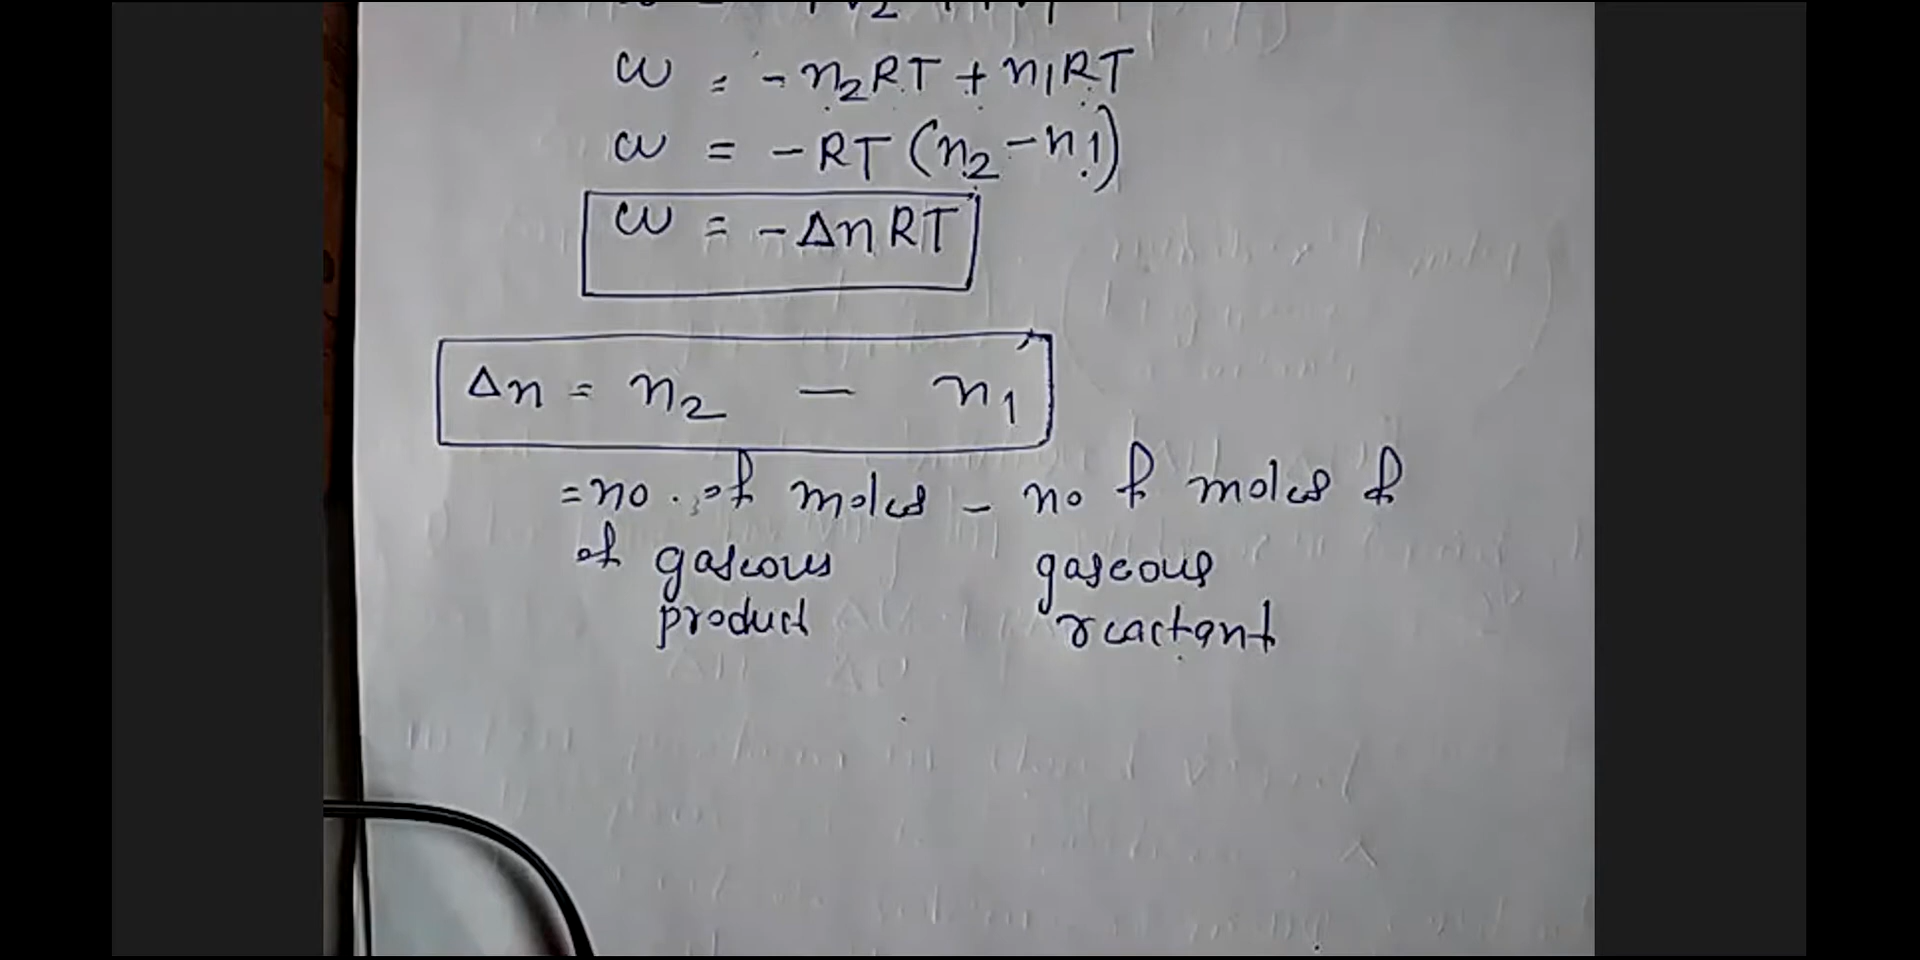 w = -n₂RT + n₁RT
w = -RT (n₂ - n₁)
w = -ΔnRT
Δn = n₂ - n₁
= no. of moles - no of moles of
of gaseous gaseous
product reactant